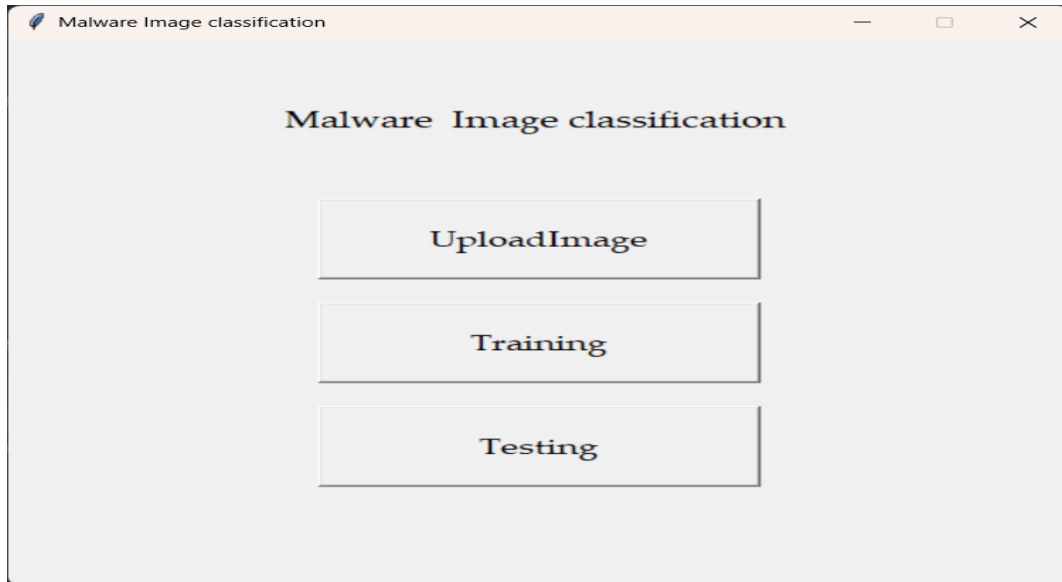 Malware Image classification
Malware  Image classification
UploadImage
Training
Testing